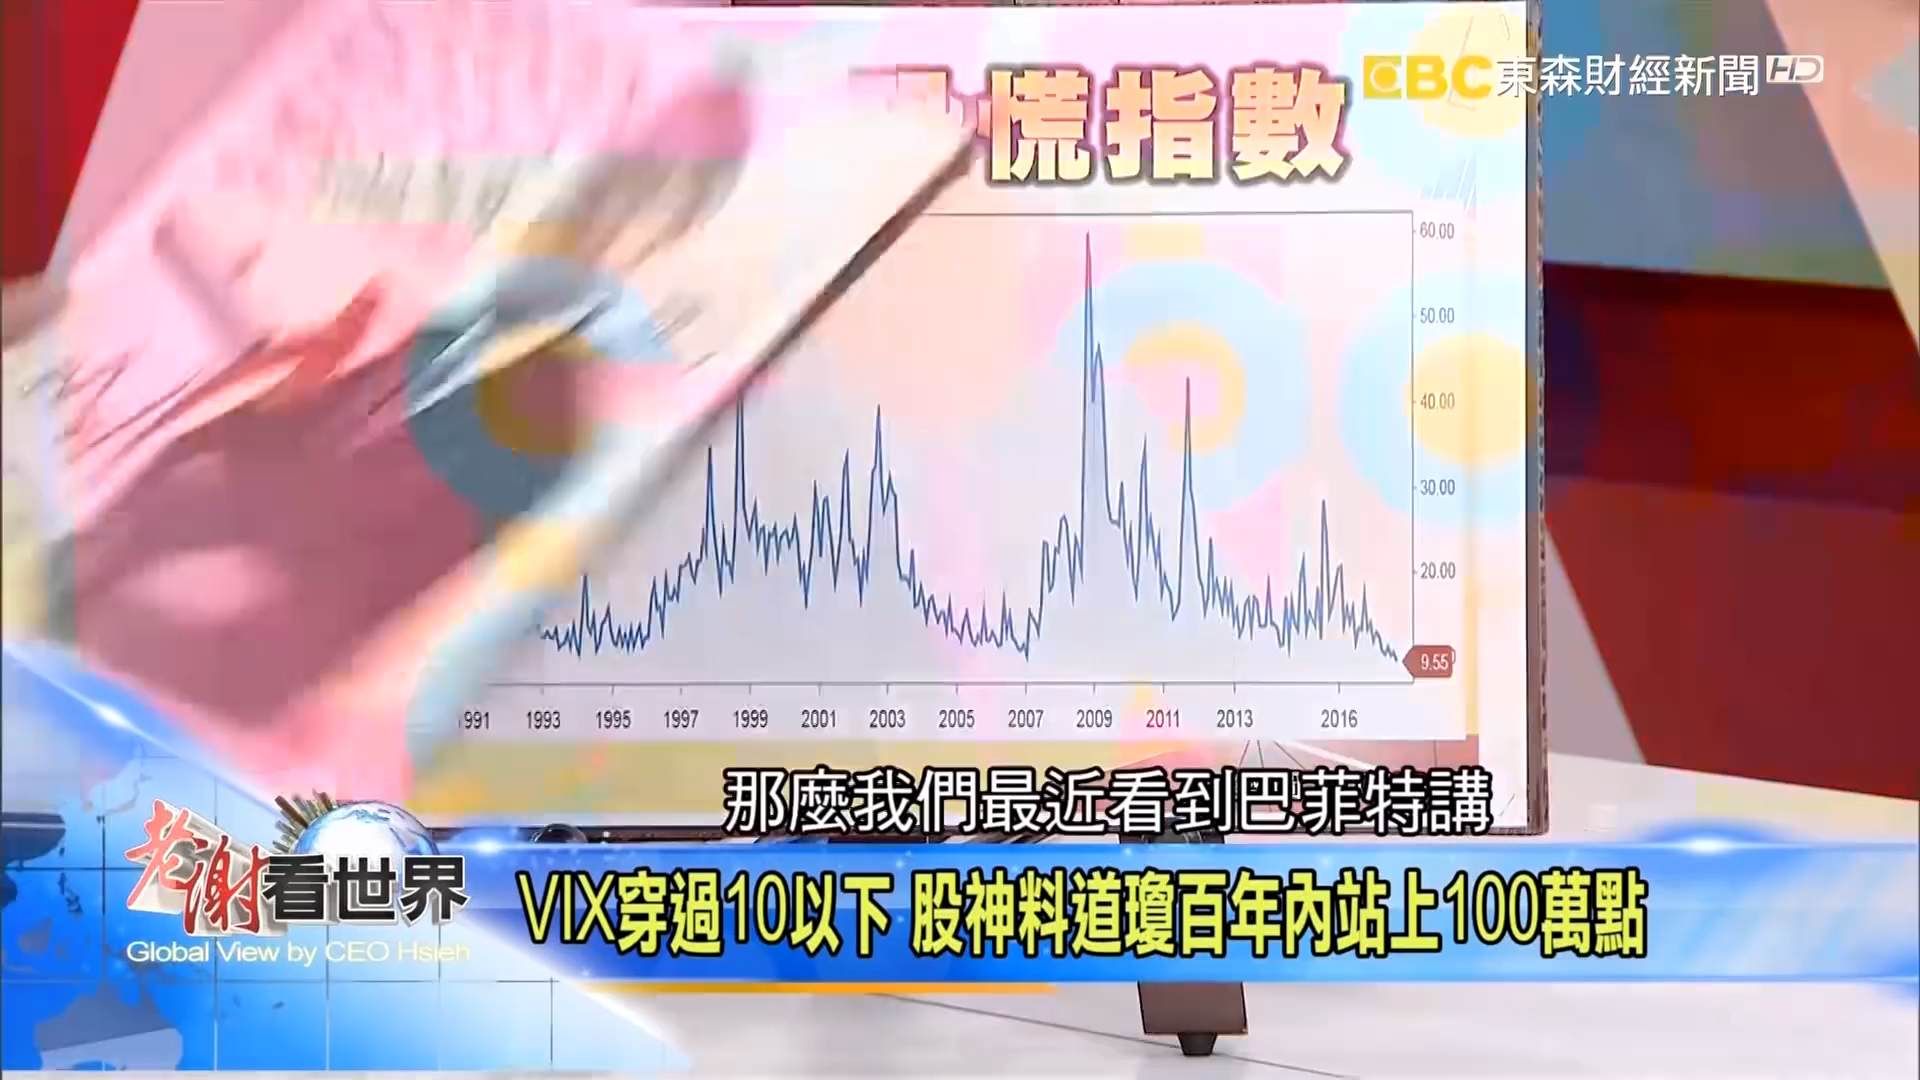 慌指數
EBC東森財經新聞HD
60.00
50.00
40.00
30.00
20.00
9.55
1993 1995 1997 1999 2001 2003 2005 2007 2009 2011 2013 2016
那麼我們最近看到巴菲特講
老謝看世界
VIX穿過10以下 股神料道瓊百年內站上100萬點
Global View by CEO Hsieh